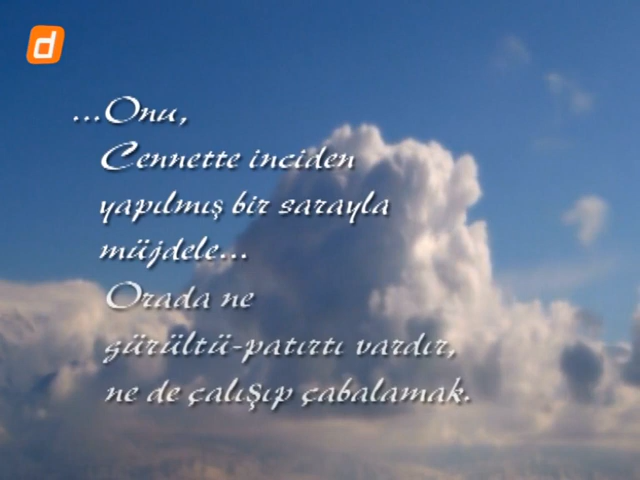 d
...Onu,
Cennette inciden
yapılmış bir sarayla
müjdele...
Orada ne
gürültü-patırtı vardır,
ne de çalışıp çabalamak.